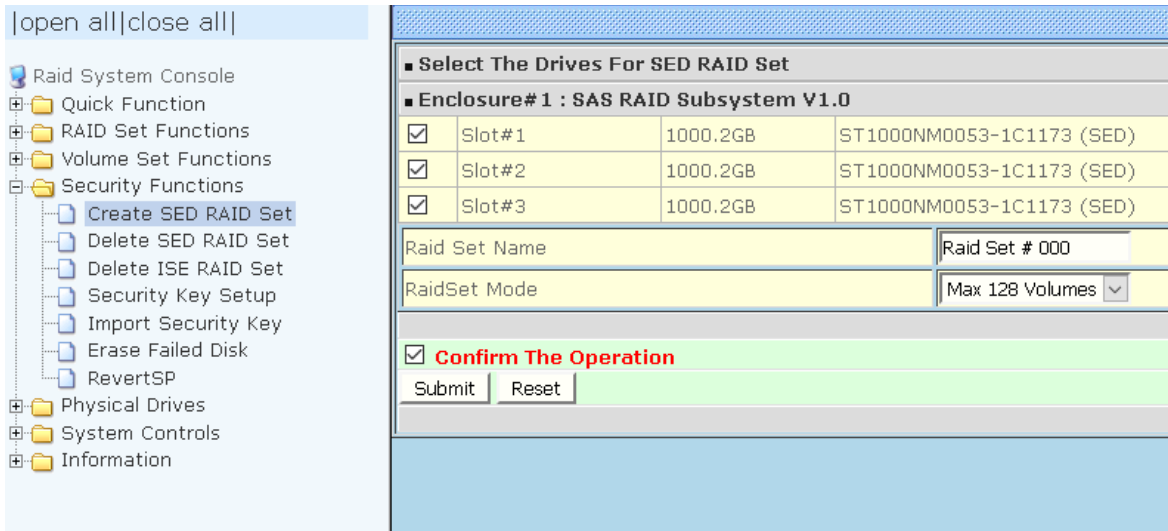 |open all|close all|
Raid System Console
Quick Function
RAID Set Functions
Volume Set Functions
Security Functions
Create SED RAID Set
Delete SED RAID Set
Delete ISE RAID Set
Security Key Setup
Import Security Key
Erase Failed Disk
RevertSP
Physical Drives
System Controls
Information
Select The Drives For SED RAID Set
Enclosure#1 : SAS RAID Subsystem V1.0
Slot#1 1000.2GB ST1000NM0053-1C1173 (SED)
Slot#2 1000.2GB ST1000NM0053-1C1173 (SED)
Slot#3 1000.2GB ST1000NM0053-1C1173 (SED)
Raid Set Name Raid Set # 000
RaidSet Mode Max 128 Volumes
Confirm The Operation
Submit Reset